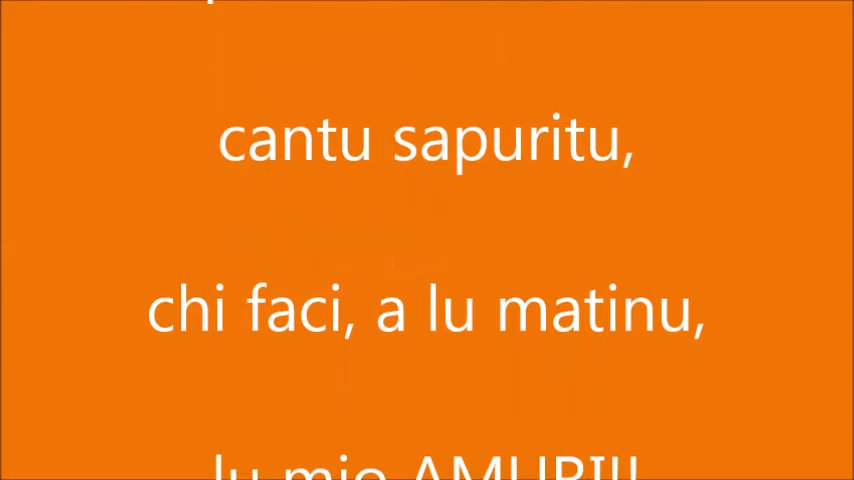 cantu sapuritu,
chi faci, a lu matinu,
lu mio AMURI!!